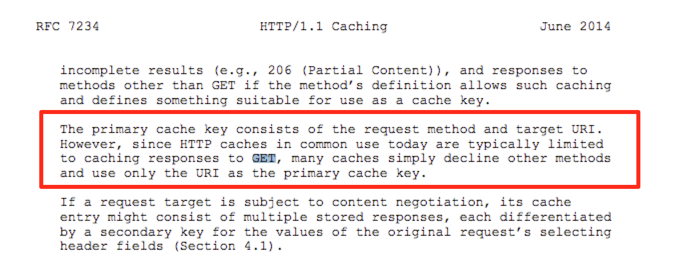 RFC 7234 HTTP/1.1 Caching June 2014
incomplete results (e.g., 206 (Partial Content)), and responses to
methods other than GET if the method's definition allows such caching
and defines something suitable for use as a cache key.
The primary cache key consists of the request method and target URI.
However, since HTTP caches in common use today are typically limited
to caching responses to GET, many caches simply decline other methods
and use only the URI as the primary cache key.
If a request target is subject to content negotiation, its cache
entry might consist of multiple stored responses, each differentiated
by a secondary key for the values of the original request's selecting
header fields (Section 4.1).